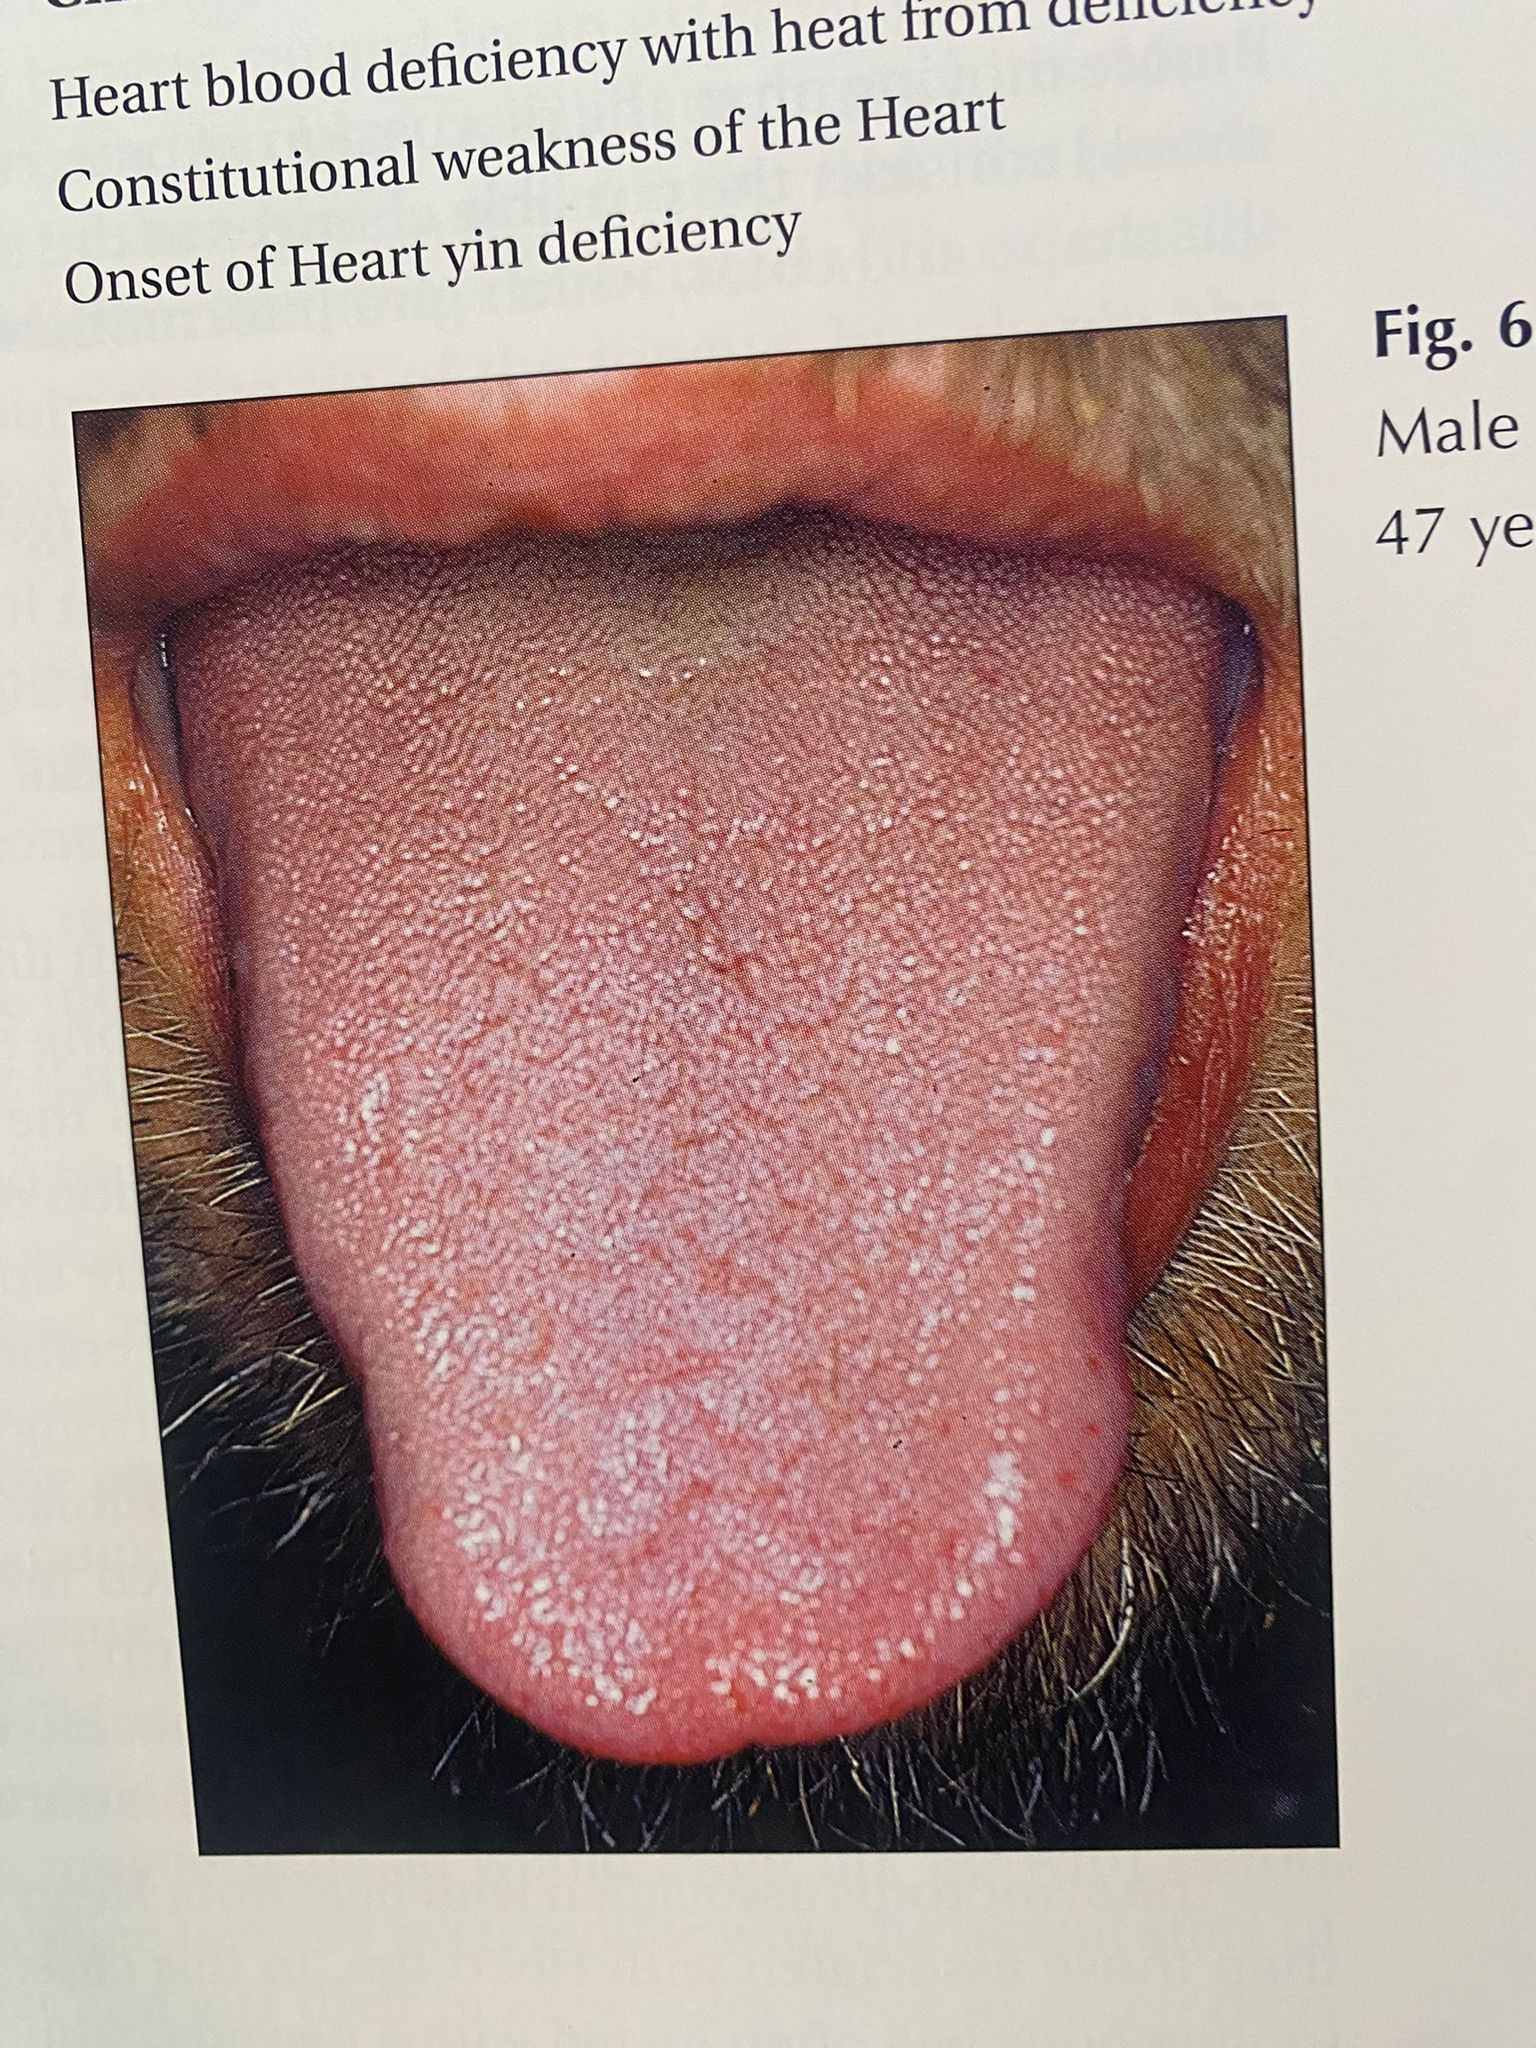 Heart blood deficiency with heat from deficiency
Constitutional weakness of the Heart
Onset of Heart yin deficiency
Fig. 6
Male
47 ye